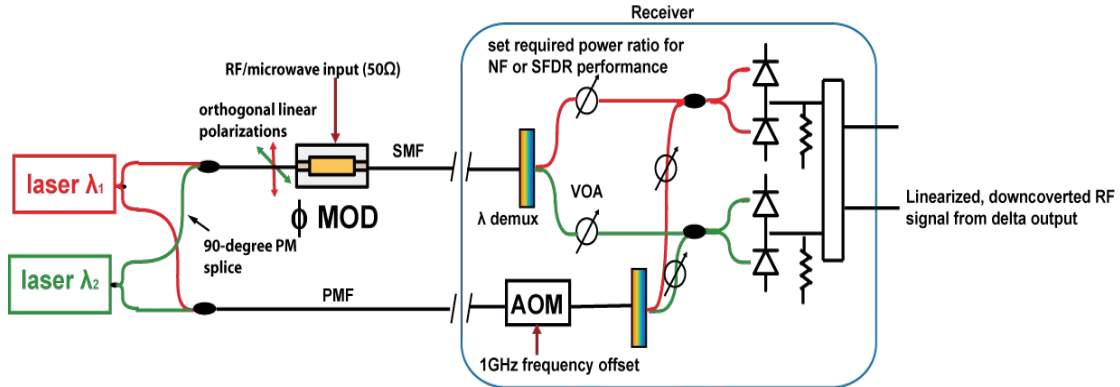 Receiver
set required power ratio for
NF or SFDR performance
RF/microwave input (50Ω)
orthogonal linear
polarizations
SMF
laser λ1
ϕ MOD
λ demux
VOA
Linearized, downcoverted RF
signal from delta output
90-degree PM
splice
laser λ2
PMF
AOM
1GHz frequency offset